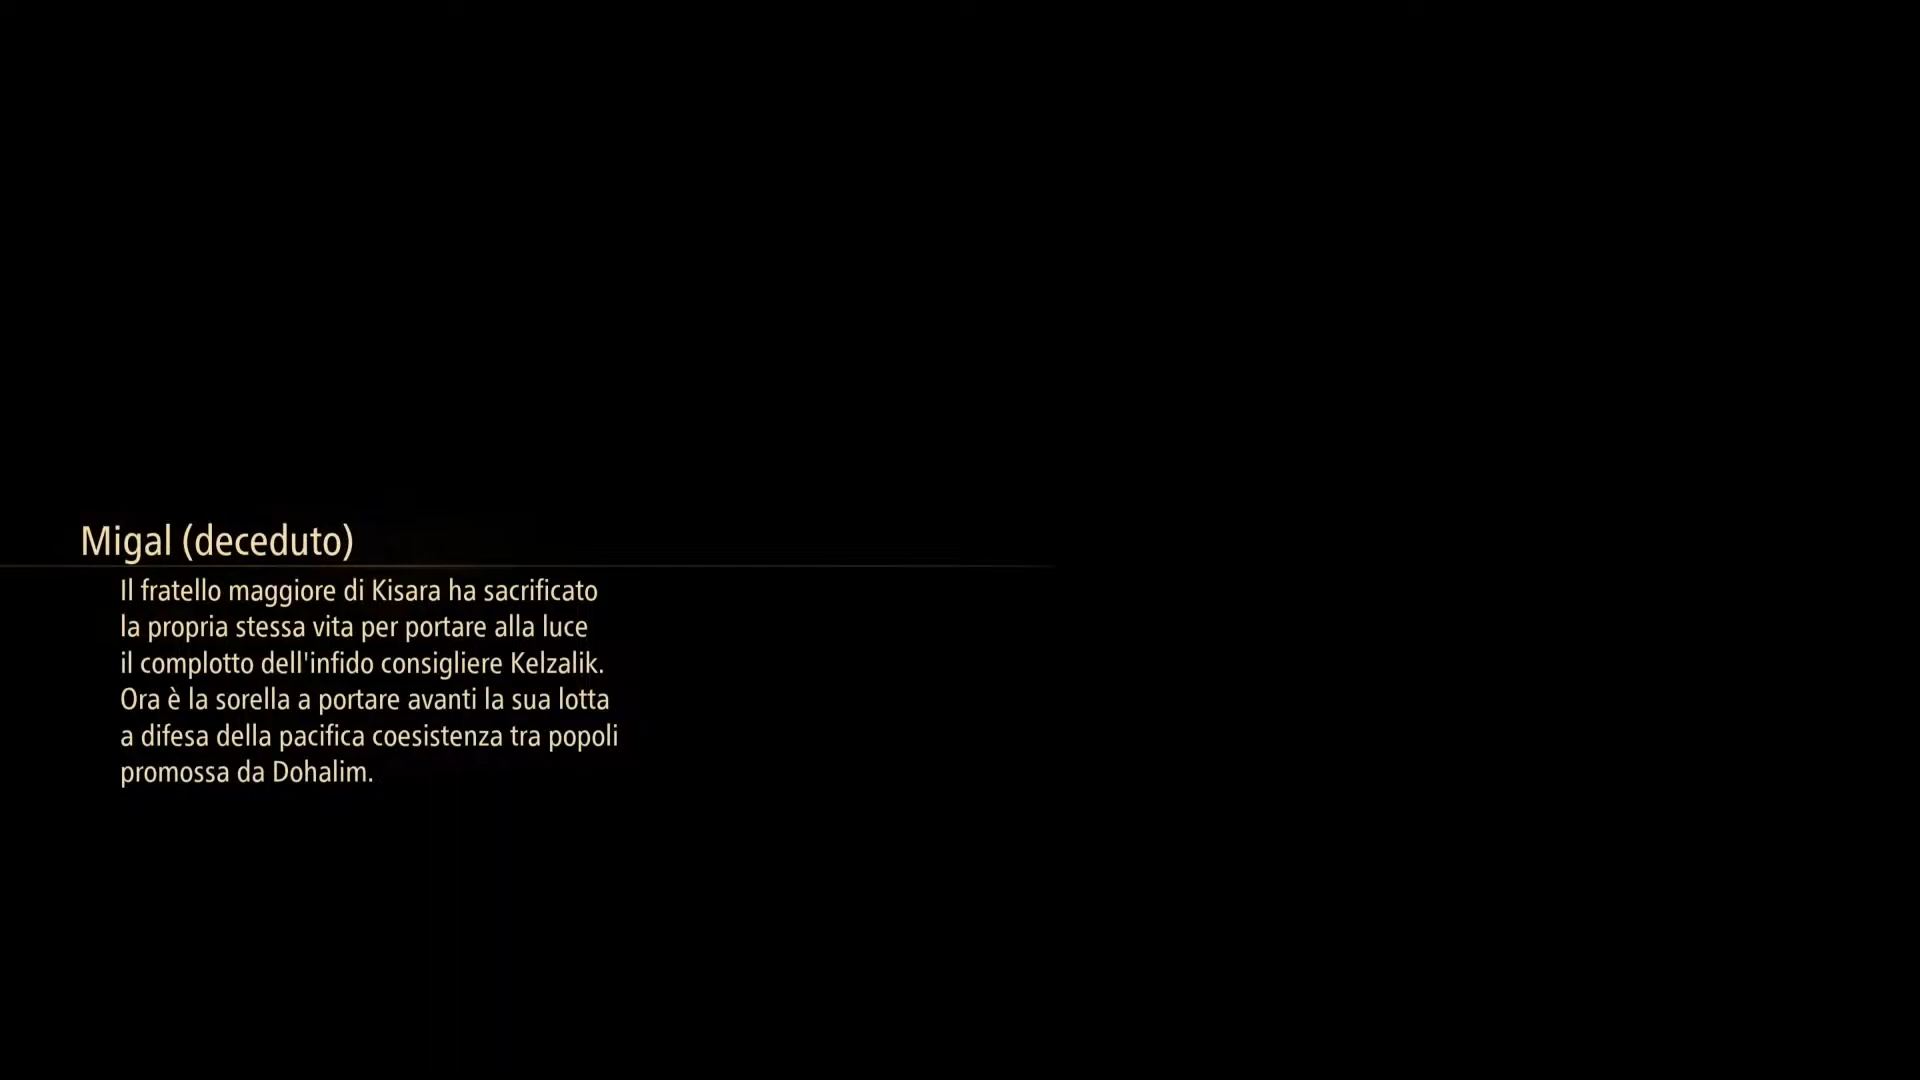 Migal (deceduto)
Il fratello maggiore di Kisara ha sacrificato
la propria stessa vita per portare alla luce
il complotto dell'infido consigliere Kelzalik.
Ora è la sorella a portare avanti la sua lotta
a difesa della pacifica coesistenza tra popoli
promossa da Dohalim.